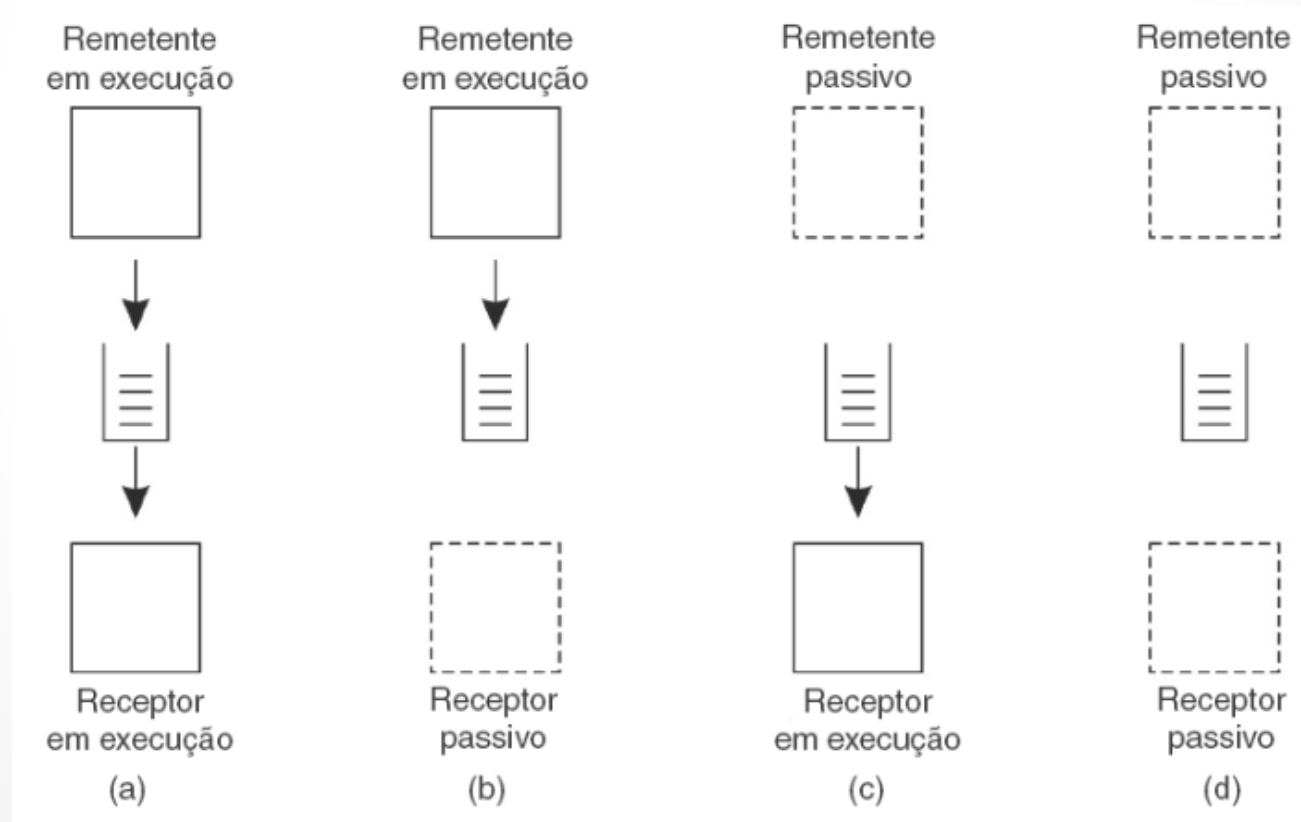 Remetente
em execução
Remetente
em execução
Remetente
passivo
Remetente
passivo
Receptor
em execução
Receptor
passivo
Receptor
em execução
Receptor
passivo
(a)
(b)
(c)
(d)